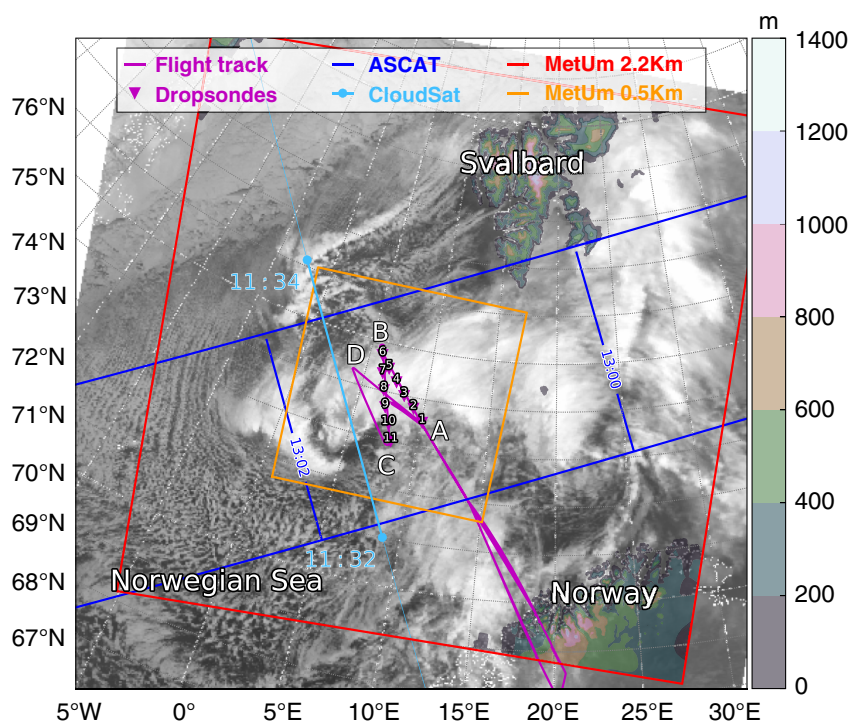 m
Flight track
ASCAT
MetUm 2.2Km
Dropsondes
CloudSat
MetUm 0.5Km
1400
1200
1000
800
600
400
200
0
76°N
75°N
74°N
73°N
72°N
71°N
70°N
69°N
68°N
67°N
Svalbard
11:34
B
D
6
5
7
4
8
3
9
2
10
1
11
A
C
13:00
13:02
11:32
Norwegian Sea
Norway
5°W
0°
5°E
10°E
15°E
20°E
25°E
30°E